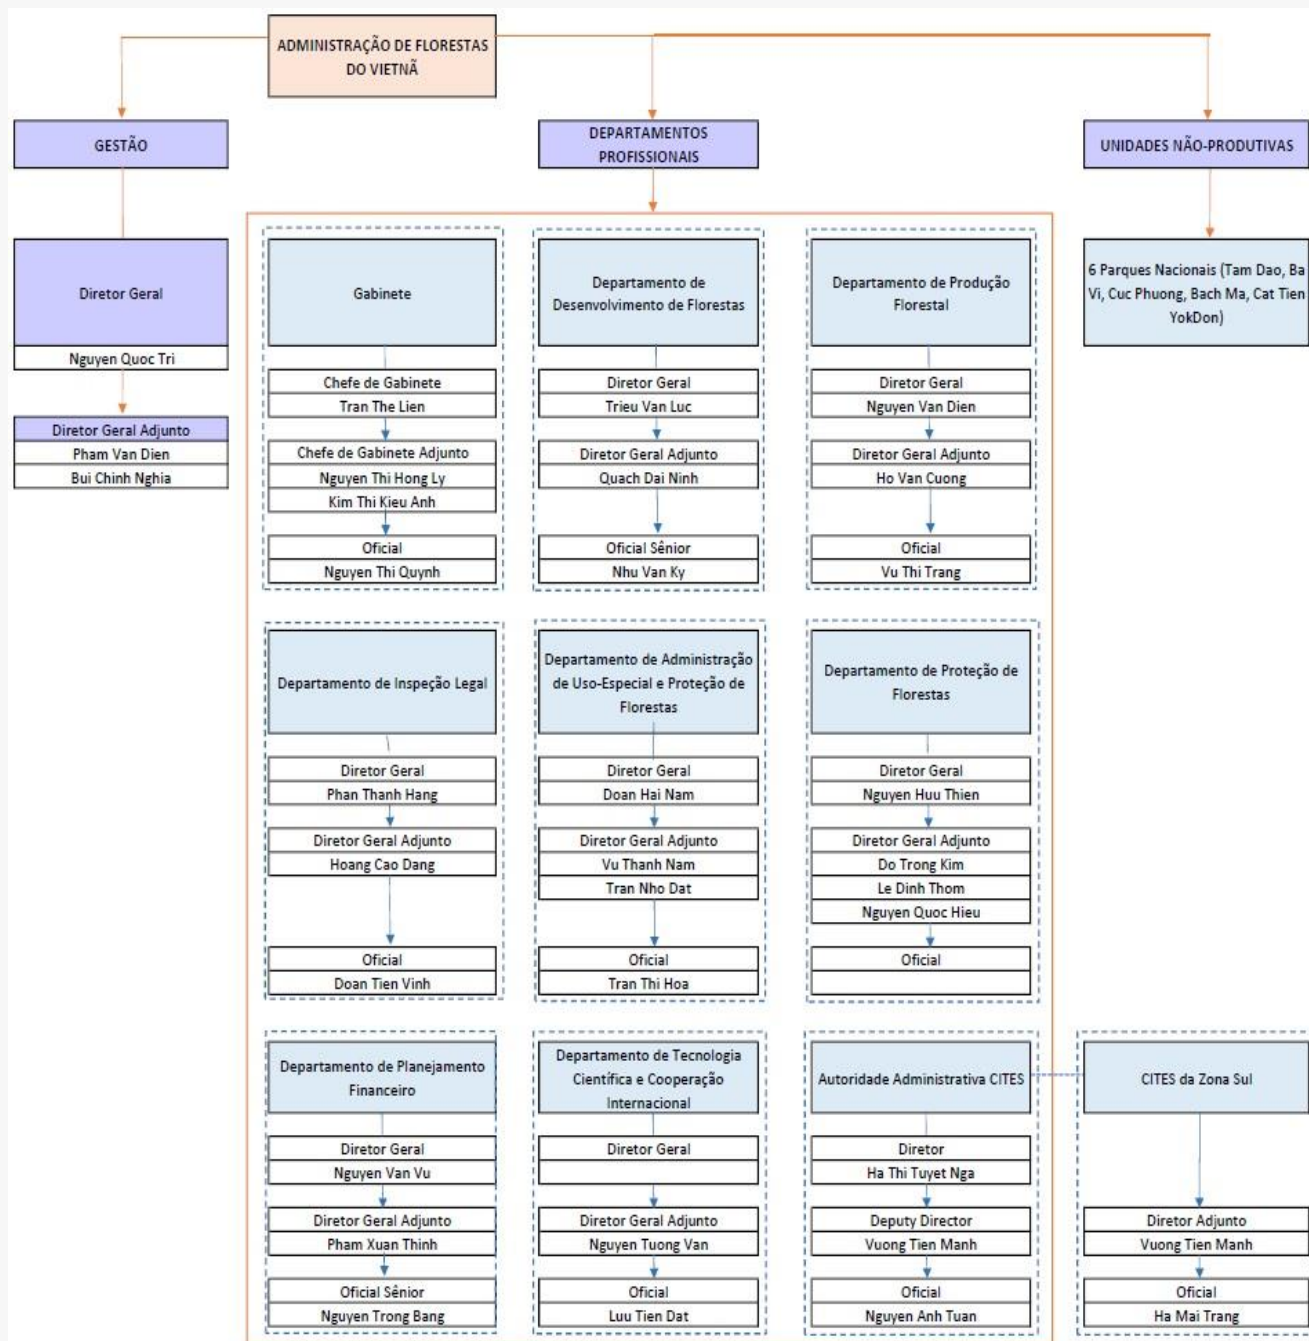 ADMINISTRAÇÃO DE FLORESTAS
DO VIETNÃ
GESTÃO
DEPARTAMENTOS
PROFISSIONAIS
UNIDADES NÃO-PRODUTIVAS
Diretor Geral
Nguyen Quoc Tri
Diretor Geral Adjunto
Pham Van Dien
Bui Chinh Nghia
6 Parques Nacionais (Tam Dao, Ba
Vi, Cuc Phuong, Bach Ma, Cat Tien
YokDon)
Gabinete
Chefe de Gabinete
Tran The Lien
Chefe de Gabinete Adjunto
Nguyen Thi Hong Ly
Kim Thi Kieu Anh
Oficial
Nguyen Thi Quynh
Departamento de
Desenvolvimento de Florestas
Diretor Geral
Trieu Van Luc
Diretor Geral Adjunto
Quach Dai Ninh
Oficial Sênior
Nhu Van Ky
Departamento de Produção
Florestal
Diretor Geral
Nguyen Van Dien
Diretor Geral Adjunto
Ho Van Cuong
Oficial
Vu Thi Trang
Departamento de Inspeção Legal
Diretor Geral
Phan Thanh Hang
Diretor Geral Adjunto
Hoang Cao Dang
Oficial
Doan Tien Vinh
Departamento de Administração
de Uso-Especial e Proteção de
Florestas
Diretor Geral
Doan Hai Nam
Diretor Geral Adjunto
Vu Thanh Nam
Tran Nho Dat
Oficial
Tran Thi Hoa
Departamento de Proteção de
Florestas
Diretor Geral
Nguyen Huu Thien
Diretor Geral Adjunto
Do Trong Kim
Le Dinh Thom
Nguyen Quoc Hieu
Oficial
Departamento de Planejamento
Financeiro
Diretor Geral
Nguyen Van Vu
Diretor Geral Adjunto
Pham Xuan Thinh
Oficial Sênior
Nguyen Trong Bang
Departamento de Tecnologia
Científica e Cooperação
Internacional
Diretor Geral
Diretor Geral Adjunto
Nguyen Tuong Van
Oficial
Luu Tien Dat
Autoridade Administrativa CITES
Diretor
Ha Thi Tuyet Nga
Deputy Director
Vuong Tien Manh
Oficial
Nguyen Anh Tuan
CITES da Zona Sul
Diretor Adjunto
Vuong Tien Manh
Oficial
Ha Mai Trang